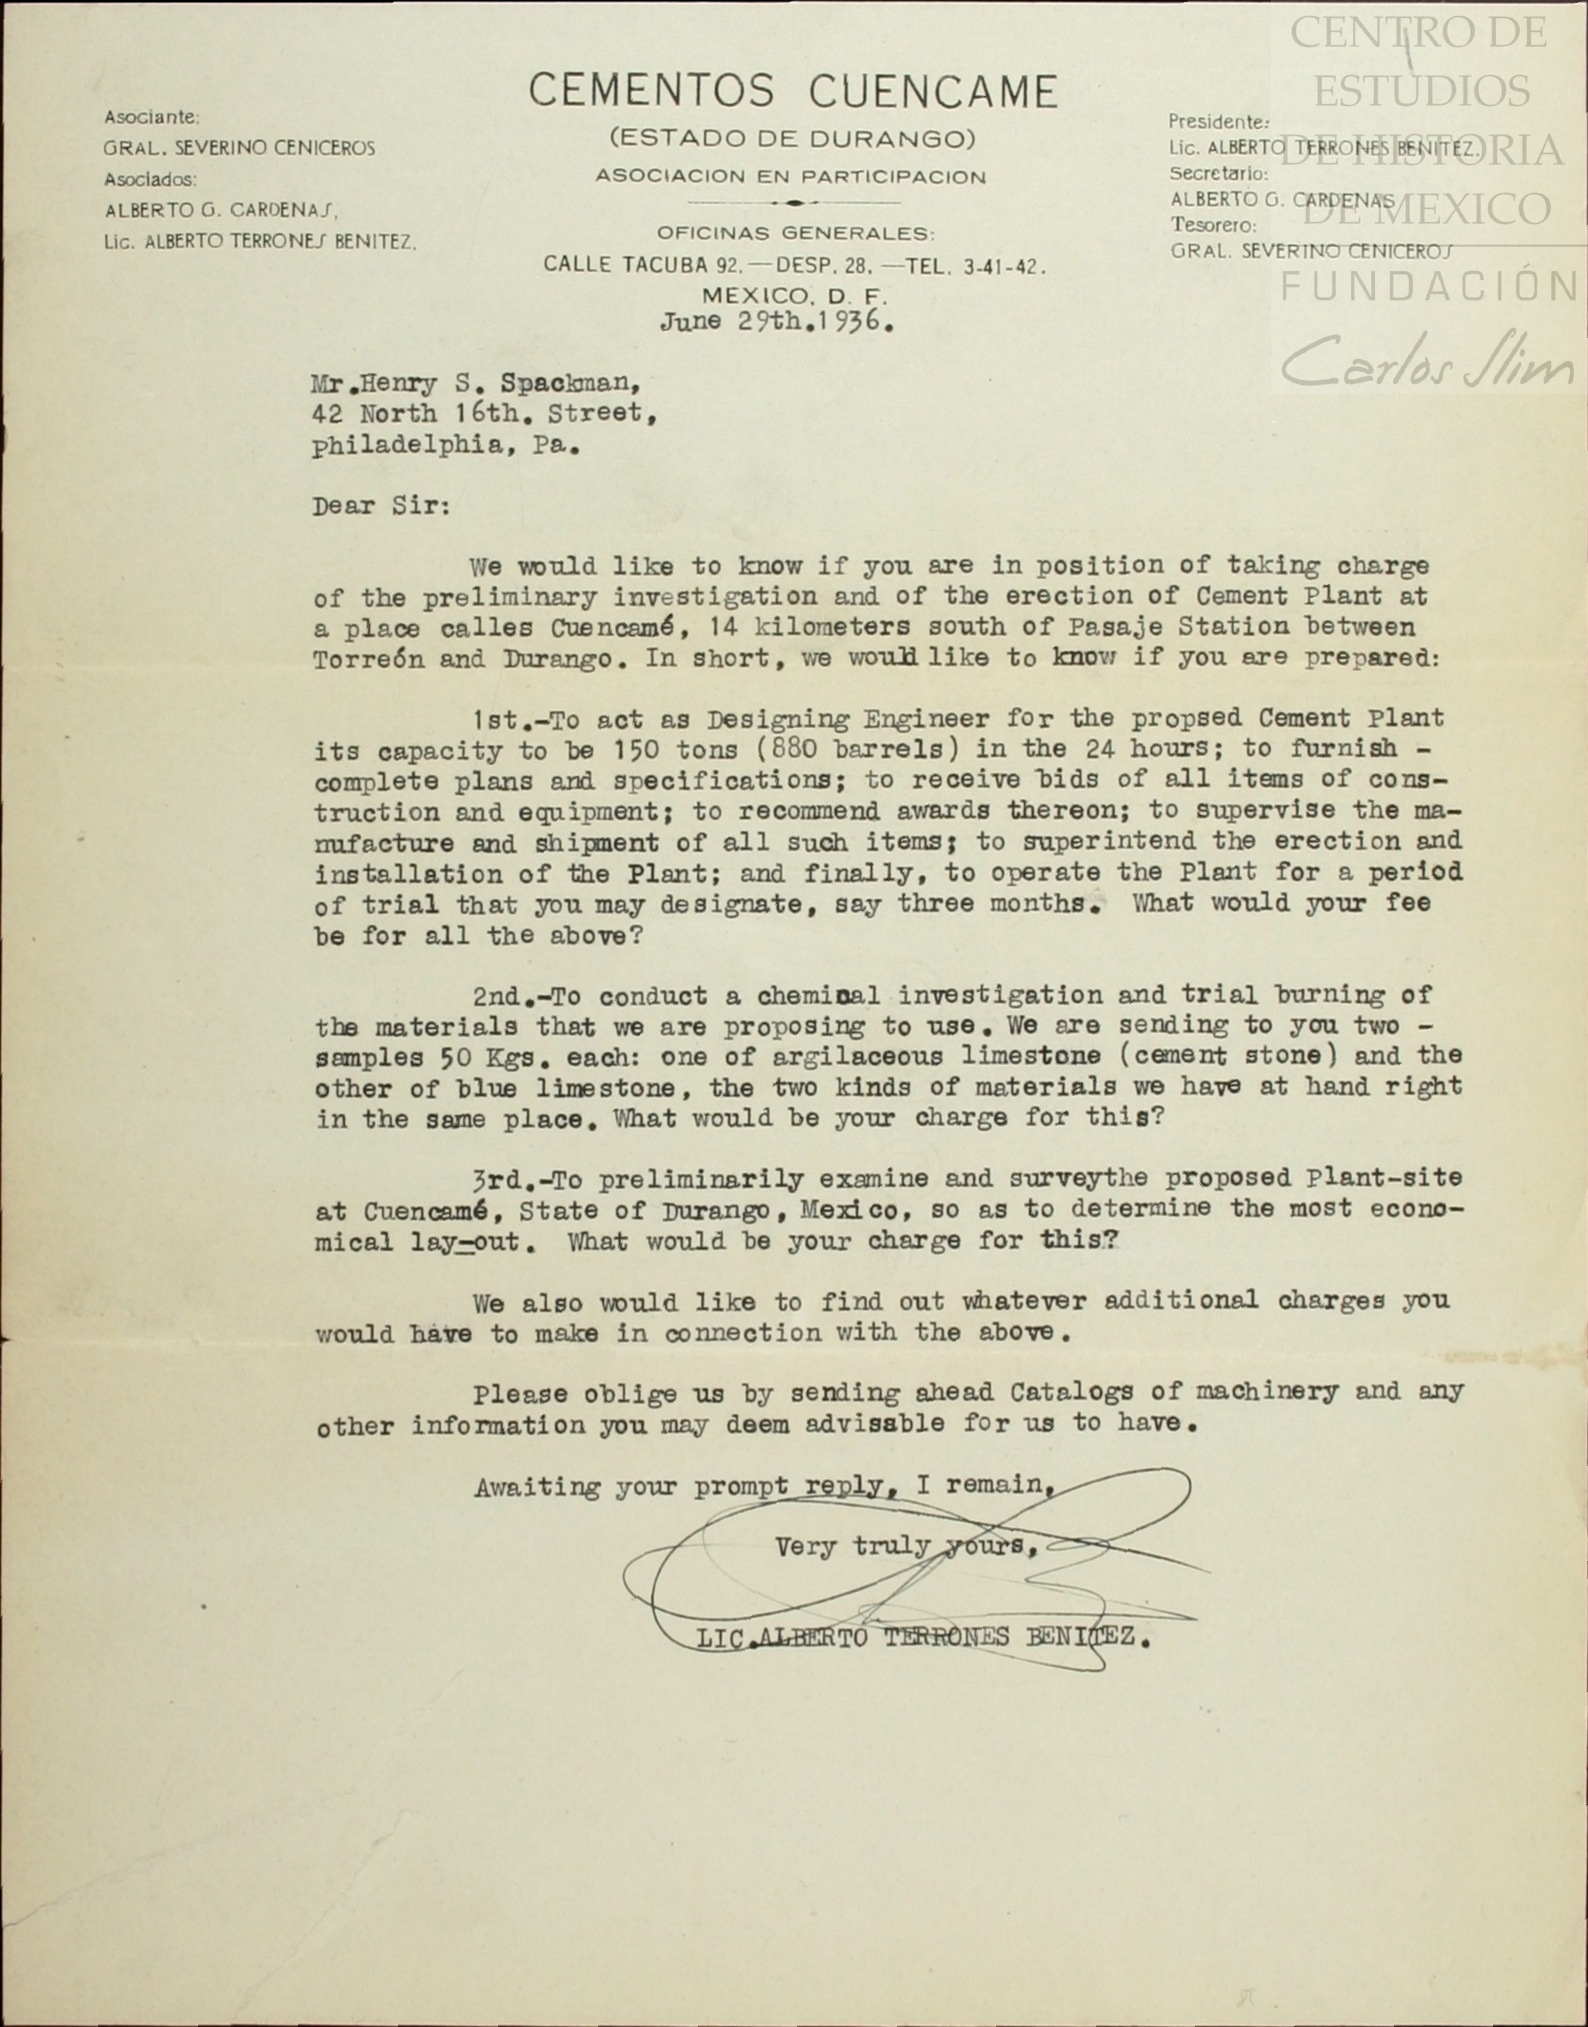 CENTRO DE
ESTUDIOS
DE HISTORIA
DE MEXICO
FUNDACIÓN
Carlos Slim
CEMENTOS CUENCAME
(ESTADO DE DURANGO)
ASOCIACION EN PARTICIPACION
OFICINAS GENERALES:
CALLE TACUBA 92.—DESP. 28.—TEL. 3-41-42.
MEXICO, D. F.
Asociante:
GRAL. SEVERINO CENICEROS
Asociados:
ALBERTO G. CARDENAS,
Lic. ALBERTO TERRONES BENITEZ.
Presidente:
Lic. ALBERTO TERRONES BENITEZ.
Secretario:
ALBERTO G. CARDENAS
Tesorero:
GRAL. SEVERINO CENICEROS
June 29th.1936.
Mr.Henry S. Spackman,
42 North 16th. Street,
Philadelphia, Pa.
Dear Sir:
We would like to know if you are in position of taking charge
of the preliminary investigation and of the erection of Cement Plant at
a place calles Cuencamé, 14 kilometers south of Pasaje Station between
Torreón and Durango. In short, we would like to know if you are prepared:
1st.-To act as Designing Engineer for the propsed Cement Plant
its capacity to be 150 tons (880 barrels) in the 24 hours; to furnish -
complete plans and specifications; to receive bids of all items of cons-
truction and equipment; to recommend awards thereon; to supervise the ma-
nufacture and shipment of all such items; to superintend the erection and
installation of the Plant; and finally, to operate the Plant for a period
of trial that you may designate, say three months. What would your fee
be for all the above?
2nd.-To conduct a chemical investigation and trial burning of
the materials that we are proposing to use. We are sending to you two -
samples 50 Kgs. each: one of argilaceous limestone (cement stone) and the
other of blue limestone, the two kinds of materials we have at hand right
in the same place. What would be your charge for this?
3rd.-To preliminarily examine and surveythe proposed Plant-site
at Cuencamé, State of Durango, Mexico, so as to determine the most econo-
mical lay-out. What would be your charge for this?
We also would like to find out whatever additional charges you
would have to make in connection with the above.
Please oblige us by sending ahead Catalogs of machinery and any
other information you may deem advisable for us to have.
Awaiting your prompt reply, I remain,
Very truly yours,
LIC.ALBERTO TERRONES BENITEZ.